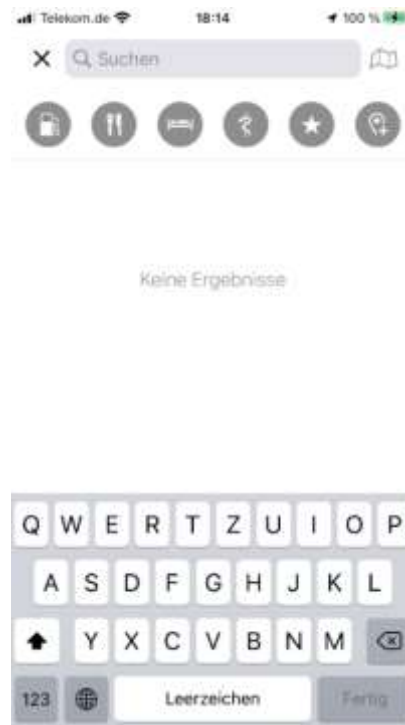 Telekom.de 18:14 100 %
Suchen
Keine Ergebnisse
Q W E R T Z U I O P
A S D F G H J K L
Y X C V B N M
123 Leerzeichen Fertig